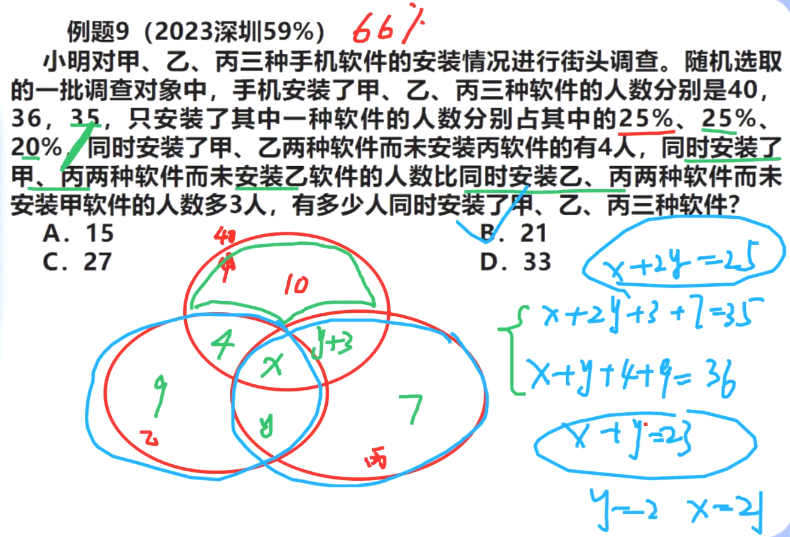 例题9（2023深圳59%） 66%
小明对甲、乙、丙三种手机软件的安装情况进行街头调查。随机选取
的一批调查对象中，手机安装了甲、乙、丙三种软件的人数分别是40，
36，35，只安装了其中一种软件的人数分别占其中的25%、25%、
20%，同时安装了甲、乙两种软件而未安装丙软件的有4人，同时安装了
甲、丙两种软件而未安装乙软件的人数比同时安装乙、丙两种软件而未
安装甲软件的人数多3人，有多少人同时安装了甲、乙、丙三种软件？
A．15 B．21
C．27 D．33
40
甲
10
4 x y+3
9 y 7
乙 丙
x+2y=25
x+2y+3+7=35
x+y+4+9=36
x+y=23
y=2 x=21